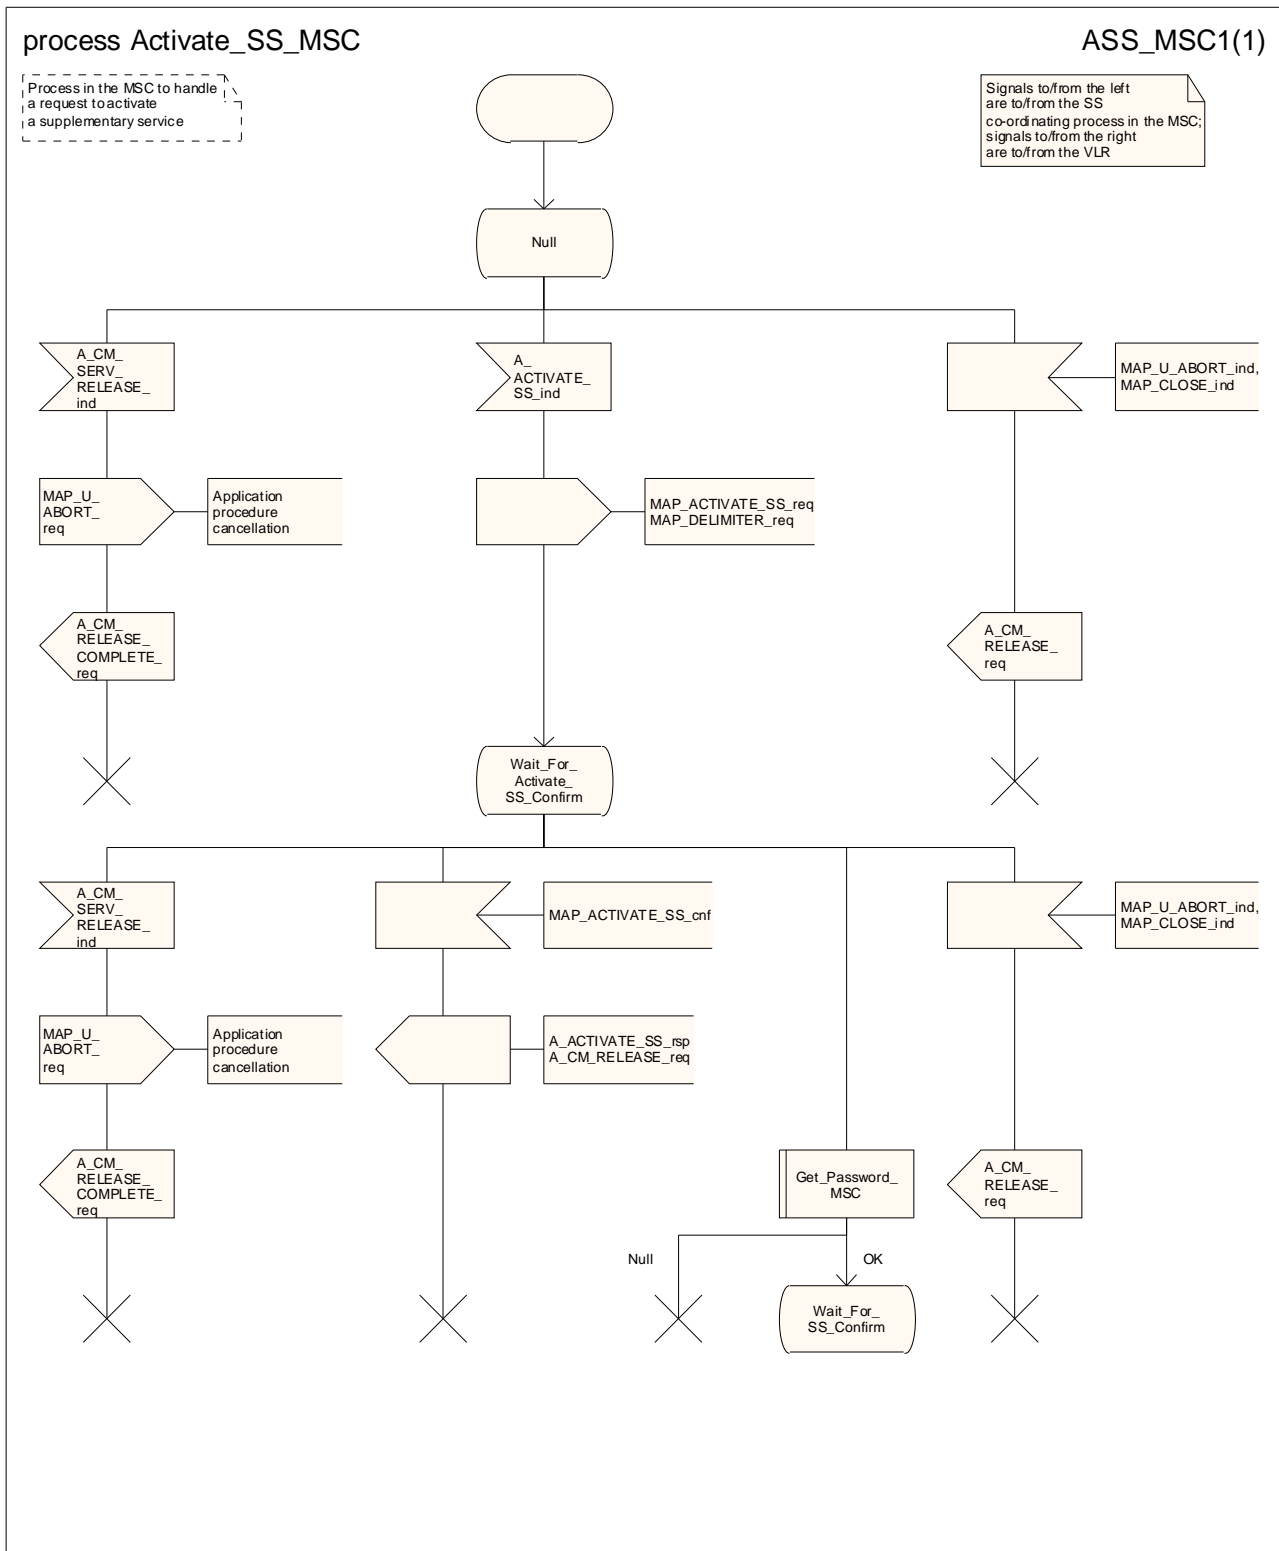 process Activate_SS_MSC
ASS_MSC1(1)
Process in the MSC to handle
a request to activate
a supplementary service
Signals to/from the left
are to/from the SS
co-ordinating process in the MSC;
signals to/from the right
are to/from the VLR
Null
A_CM_
SERV_
RELEASE_
ind
A_
ACTIVATE_
SS_ind
MAP_U_ABORT_ind,
MAP_CLOSE_ind
MAP_U_
ABORT_
req
Application
procedure
cancellation
MAP_ACTIVATE_SS_req
MAP_DELIMITER_req
A_CM_
RELEASE_
COMPLETE_
req
A_CM_
RELEASE_
req
Wait_For_
Activate_
SS_Confirm
A_CM_
SERV_
RELEASE_
ind
MAP_ACTIVATE_SS_cnf
MAP_U_ABORT_ind,
MAP_CLOSE_ind
MAP_U_
ABORT_
req
Application
procedure
cancellation
A_ACTIVATE_SS_rsp
A_CM_RELEASE_req
A_CM_
RELEASE_
COMPLETE_
req
Get_Password_
MSC
A_CM_
RELEASE_
req
Null
OK
Wait_For_
SS_Confirm